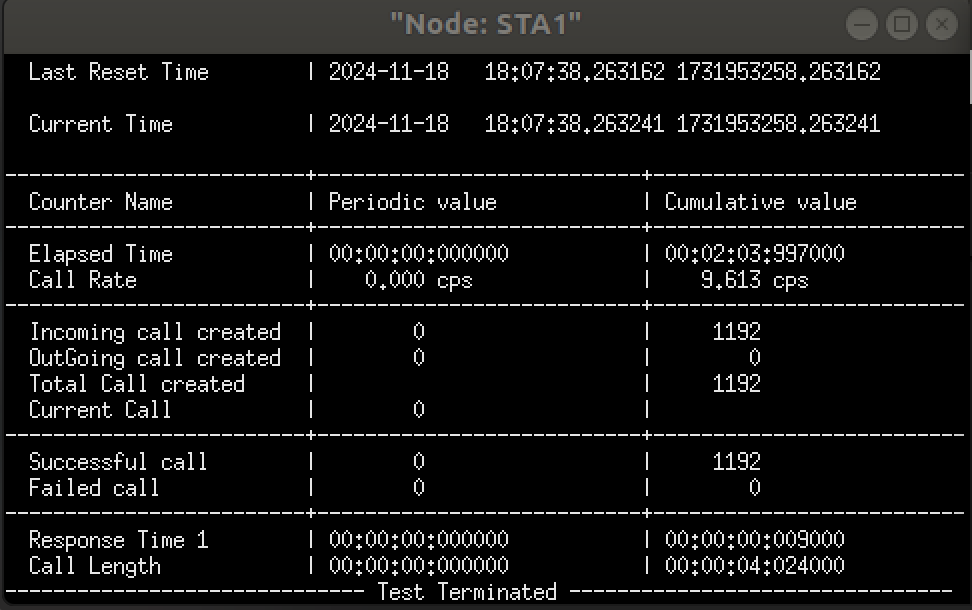 "Node: STA1"
Last Reset Time | 2024-11-18 18:07:38.263162 1731953258.263162
Current Time | 2024-11-18 18:07:38.263241 1731953258.263241
-------------------------+---------------------------+--------------------------
Counter Name | Periodic value | Cumulative value
-------------------------+---------------------------+--------------------------
Elapsed Time | 00:00:00:000000 | 00:02:03:997000
Call Rate | 0.000 cps | 9.613 cps
-------------------------+---------------------------+--------------------------
Incoming call created | 0 | 1192
OutGoing call created | 0 | 0
Total Call created | | 1192
Current Call | 0 |
-------------------------+---------------------------+--------------------------
Successful call | 0 | 1192
Failed call | 0 | 0
-------------------------+---------------------------+--------------------------
Response Time 1 | 00:00:00:000000 | 00:00:00:009000
Call Length | 00:00:00:000000 | 00:00:04:024000
------------------------------ Test Terminated --------------------------------